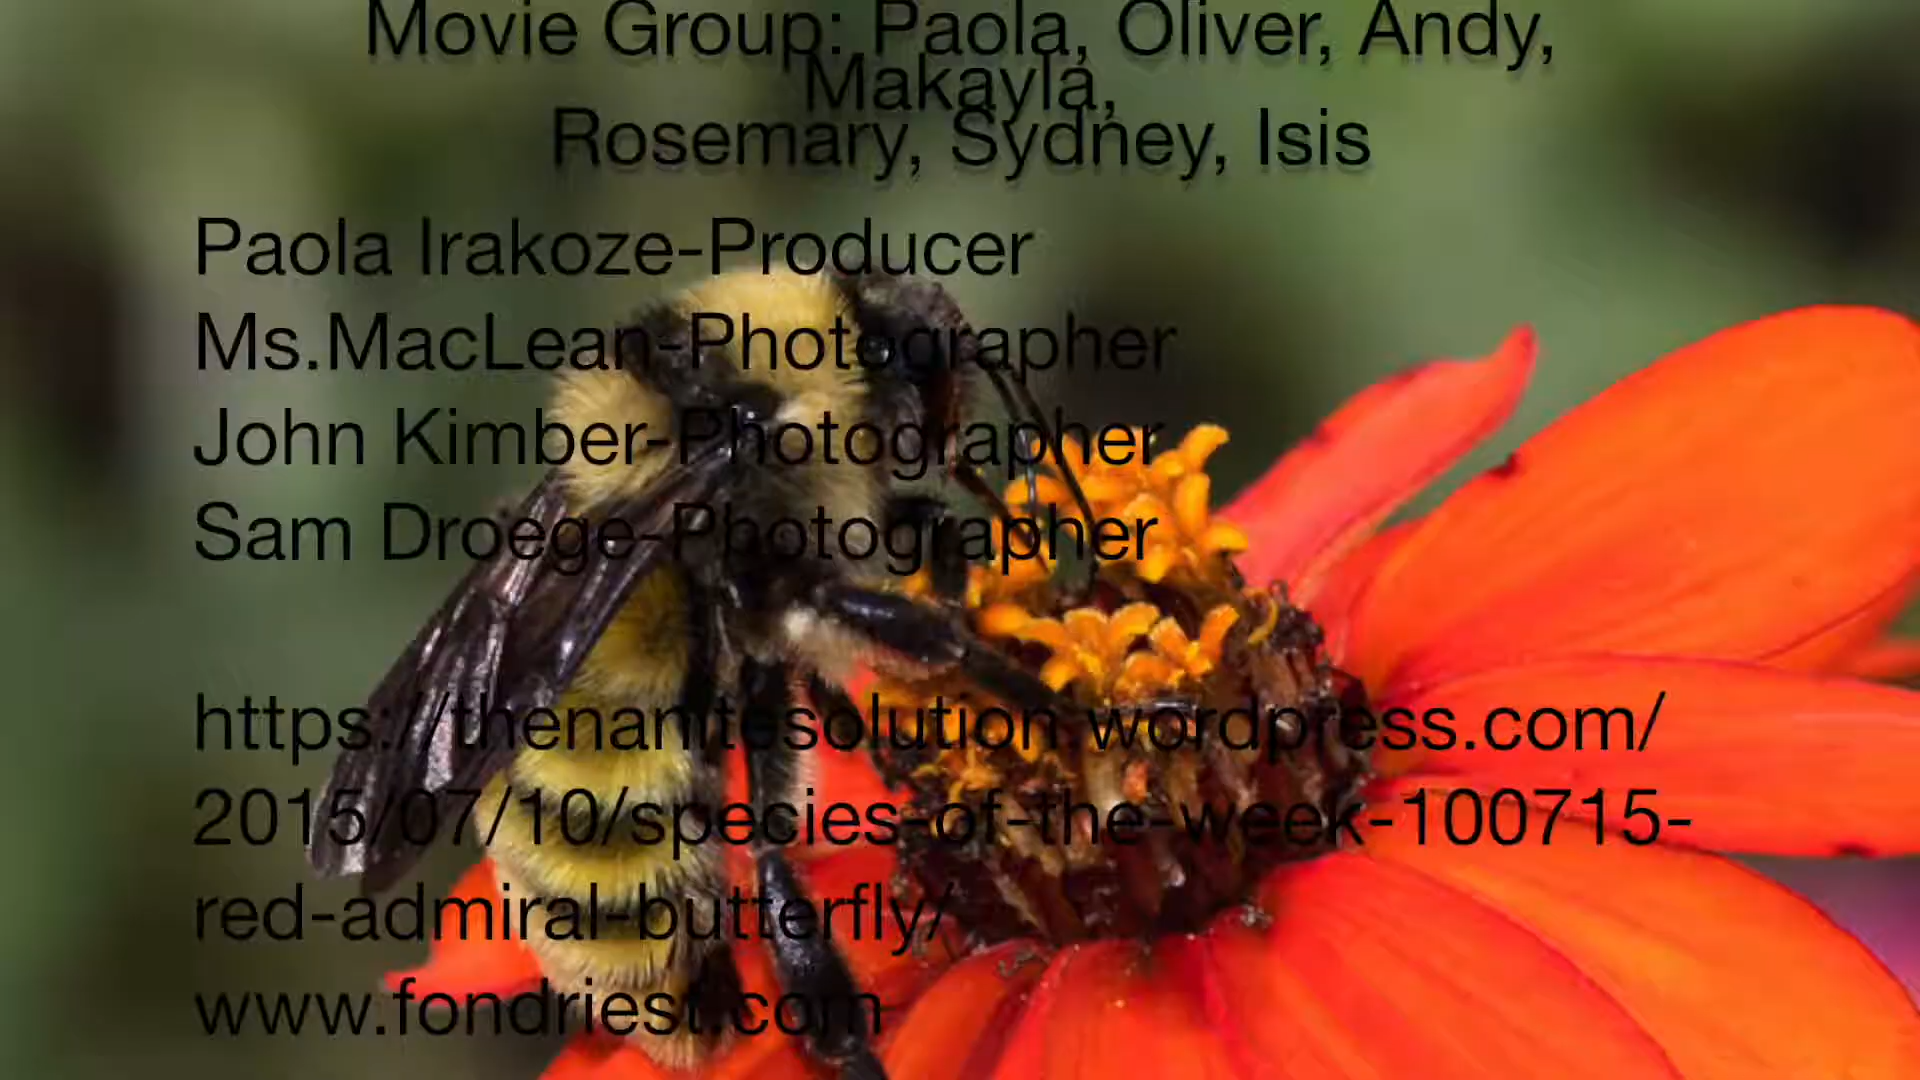 Movie Group: Paola, Oliver, Andy,
Makayla,
Rosemary, Sydney, Isis
Paola Irakoze-Producer
Ms.MacLean-Photographer
John Kimber-Photographer
Sam Droege-Photographer
https://thenanitesolution.wordpress.com/
2015/07/10/species-of-the-week-100715-
red-admiral-butterfly/
www.fondriest.com